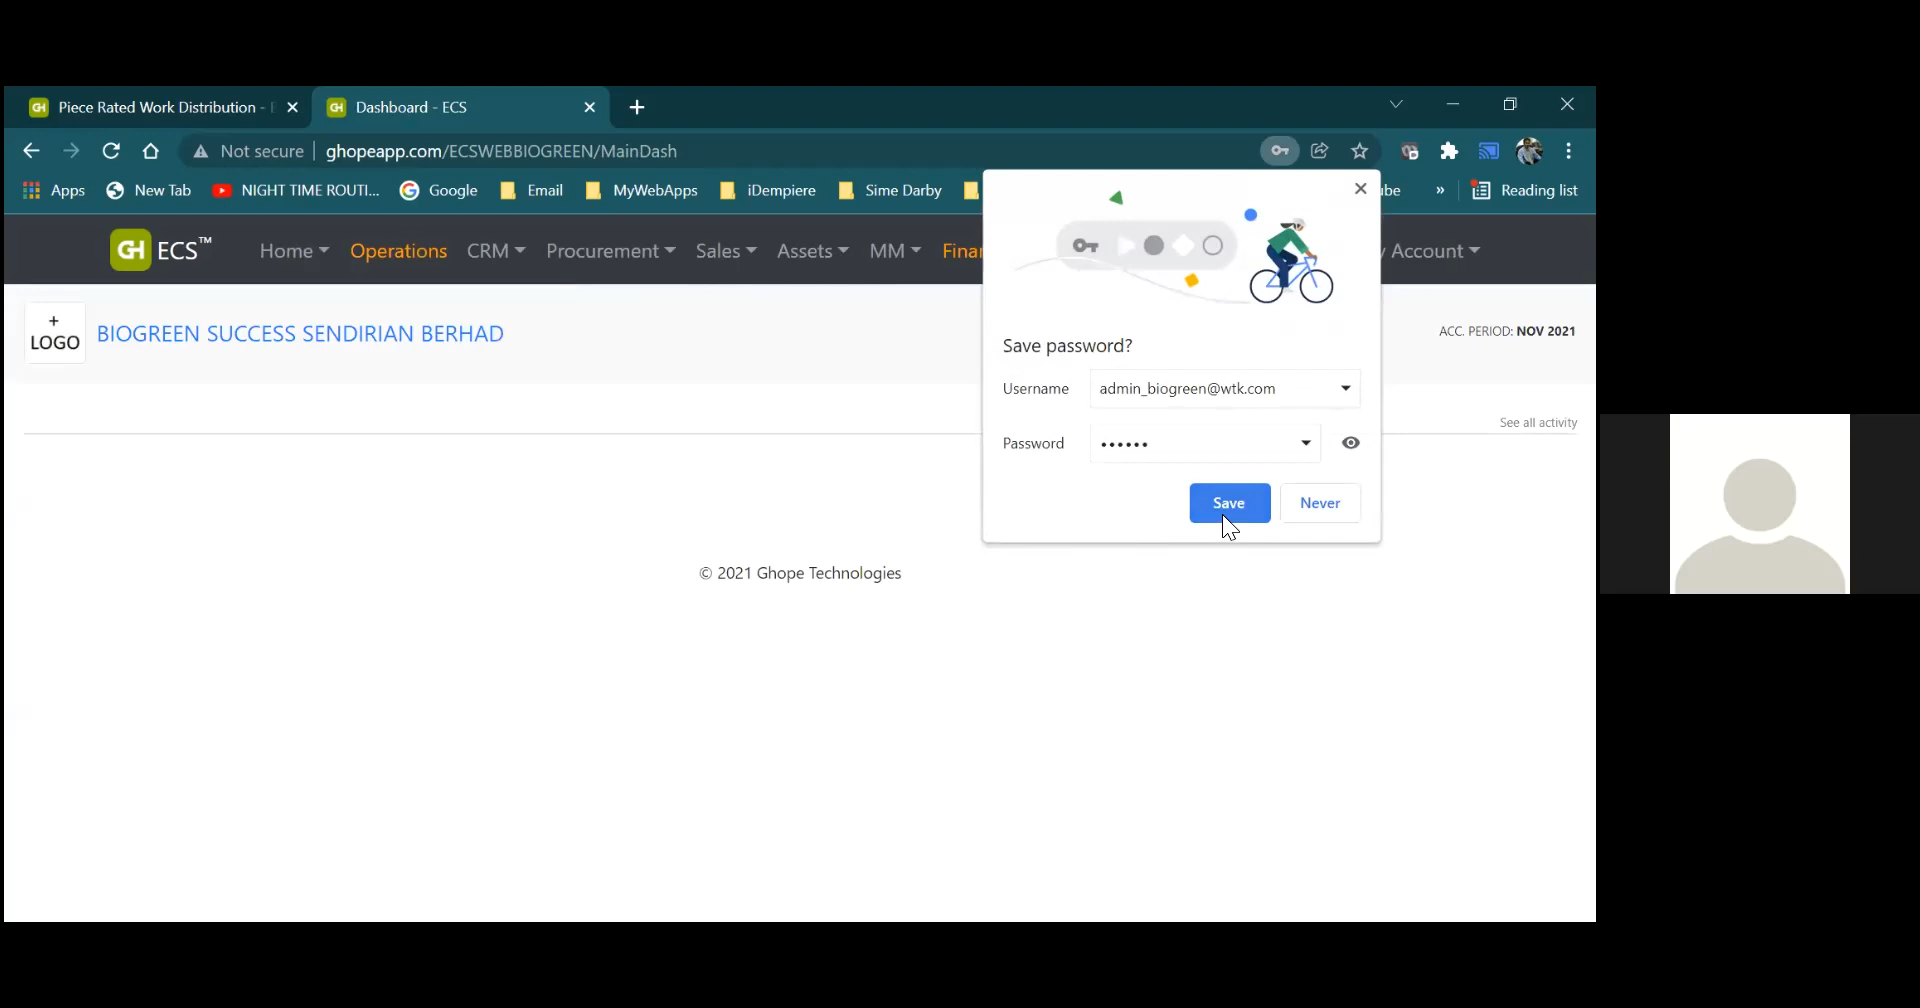 Piece Rated Work Distribution -
Dashboard - ECS
Not secure
ghopeapp.com/ECSWEBBIOGREEN/MainDash
Apps
New Tab
NIGHT TIME ROUTI...
Google
Email
MyWebApps
iDempiere
Sime Darby
»
Reading list
GH ECS™
Home
Operations
CRM
Procurement
Sales
Assets
MM
Account
+
LOGO
BIOGREEN SUCCESS SENDIRIAN BERHAD
ACC. PERIOD: NOV 2021
See all activity
Save password?
Username
admin_biogreen@wtk.com
Password
••••••
Save
Never
© 2021 Ghope Technologies